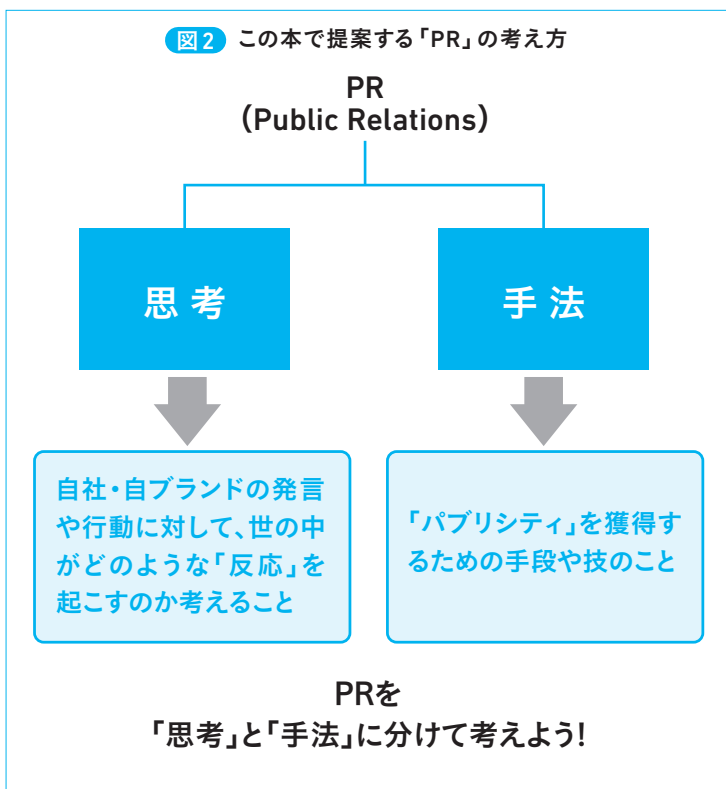 図2 この本で提案する「PR」の考え方
PR
(Public Relations)
思考
手法
自社・自ブランドの発言
や行動に対して、世の中
がどのような「反応」を
起こすのか考えること
「パブリシティ」を獲得す
るための手段や技のこと
PRを
「思考」と「手法」に分けて考えよう!